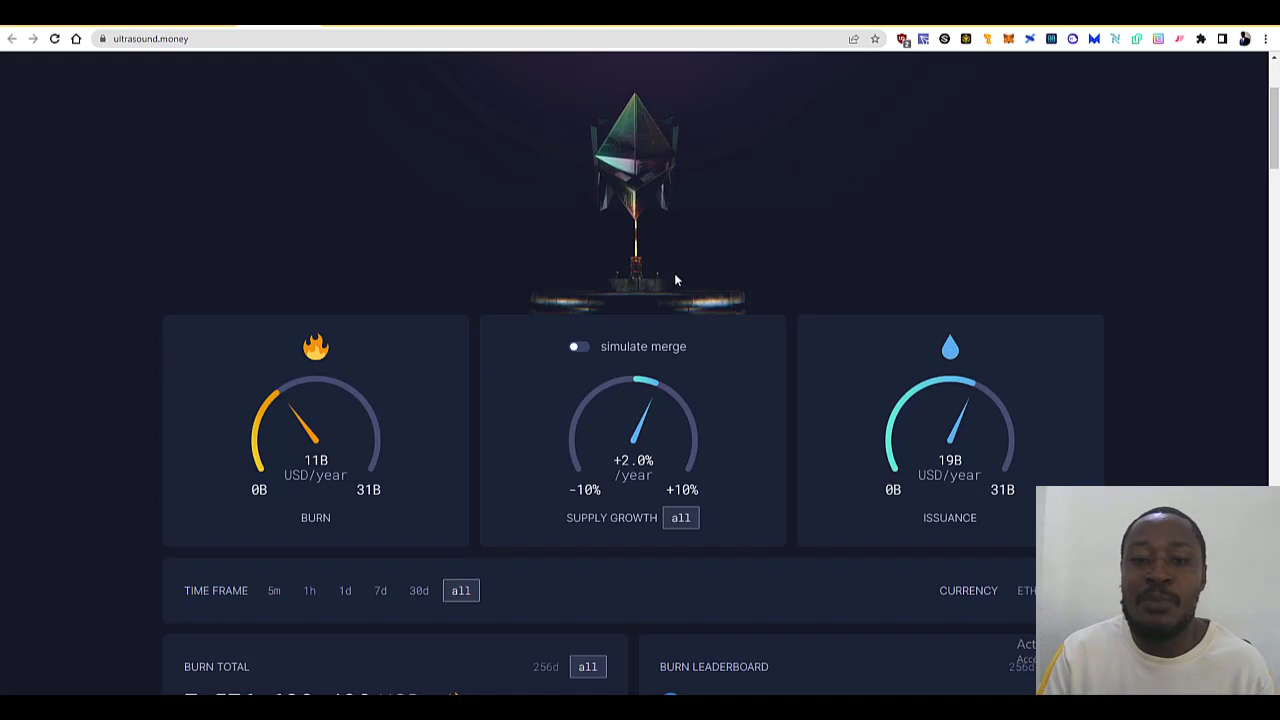 ultrasound.money
simulate merge
11B
USD/year
0B 31B
BURN
+2.0%
/year
-10% +10%
SUPPLY GROWTH all
19B
USD/year
0B 31B
ISSUANCE
TIME FRAME 5m 1h 1d 7d 30d all
CURRENCY ETH
BURN TOTAL 256d all
BURN LEADERBOARD 256d
Act